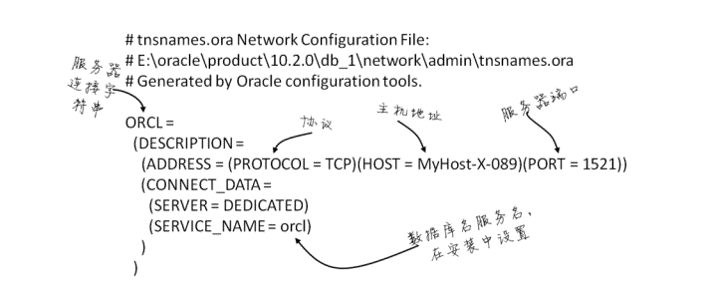 # tnsnames.ora Network Configuration File:
# E:\oracle\product\10.2.0\db_1\network\admin\tnsnames.ora
# Generated by Oracle configuration tools.
服务器
连接字
符串
ORCL =
协议
主机地址
服务器端口
(DESCRIPTION =
(ADDRESS = (PROTOCOL = TCP)(HOST = MyHost-X-089)(PORT = 1521))
(CONNECT_DATA =
(SERVER = DEDICATED)
(SERVICE_NAME = orcl)
)
)
数据库名服务名,
在安装中设置